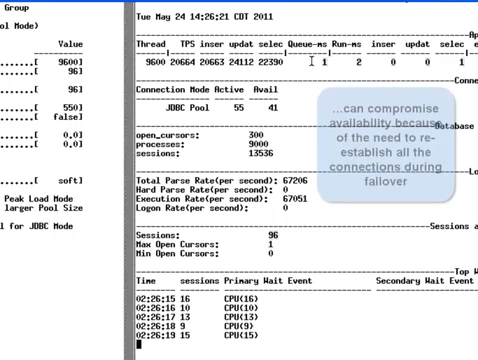 Group
ol Mode)
Value
.......[ 9600]
.......[ 96]
.......[ 96]
.......[ 550]
.......[ false]
.......[ 0,0]
.......[ 0,0]
.......[ soft]
Peak Load Mode
larger Pool Size
l for JDBC Mode
Tue May 24 14:26:21 CDT 2011
Ap
Thread TPS inser updat selec Queue-ms Run-ms inser updat selec
9600 20664 20663 24112 22390 1 2 0 0 1
Conne
Connection Mode Active Avail
JDBC Pool 55 41
Database
open_cursors: 300
processes: 9000
sessions: 13536
Lo
Total Parse Rate(per second): 67206
Hard Parse Rate(per second): 0
Execution Rate(per second): 67051
Logon Rate(per second): 0
Sessions a
Sessions: 96
Max Open Cursors: 1
Min Open Cursors: 0
Top W
Time sessions Primary Wait Event Secondary Wait Event
02:26:15 16 CPU(16)
02:26:16 10 CPU(10)
02:26:17 13 CPU(13)
02:26:18 9 CPU(9)
02:26:19 15 CPU(15)
...can compromise
availability because
of the need to re-
establish all the
connections during
failover